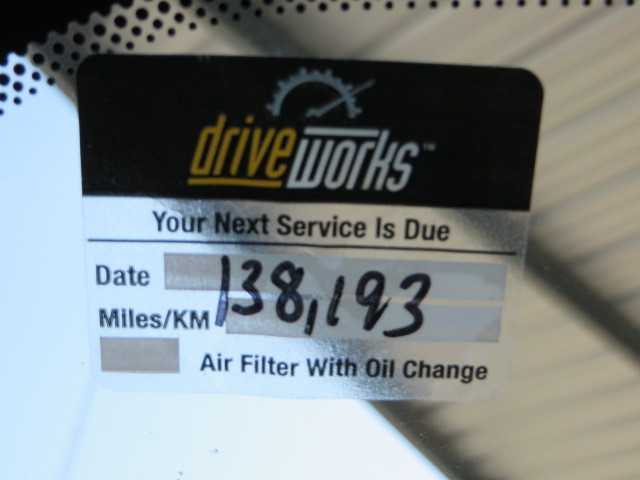 driveworks™
Your Next Service Is Due
Date
138,193
Miles/KM
Air Filter With Oil Change